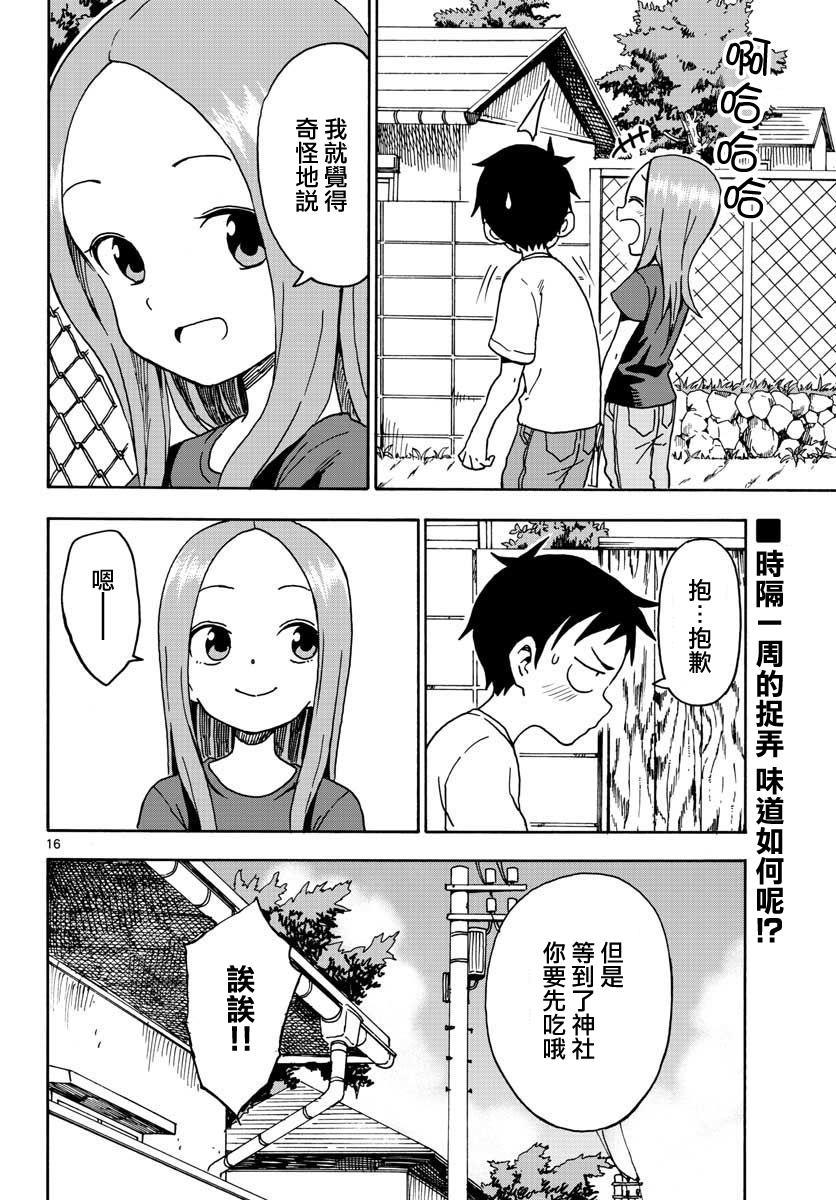 啊哈哈哈
我就覺得
奇怪地説
抱…抱歉
嗯──
但是
等到了神社
你要先吃哦
誒誒!!
■時隔一周的捉弄 味道如何呢!?
16